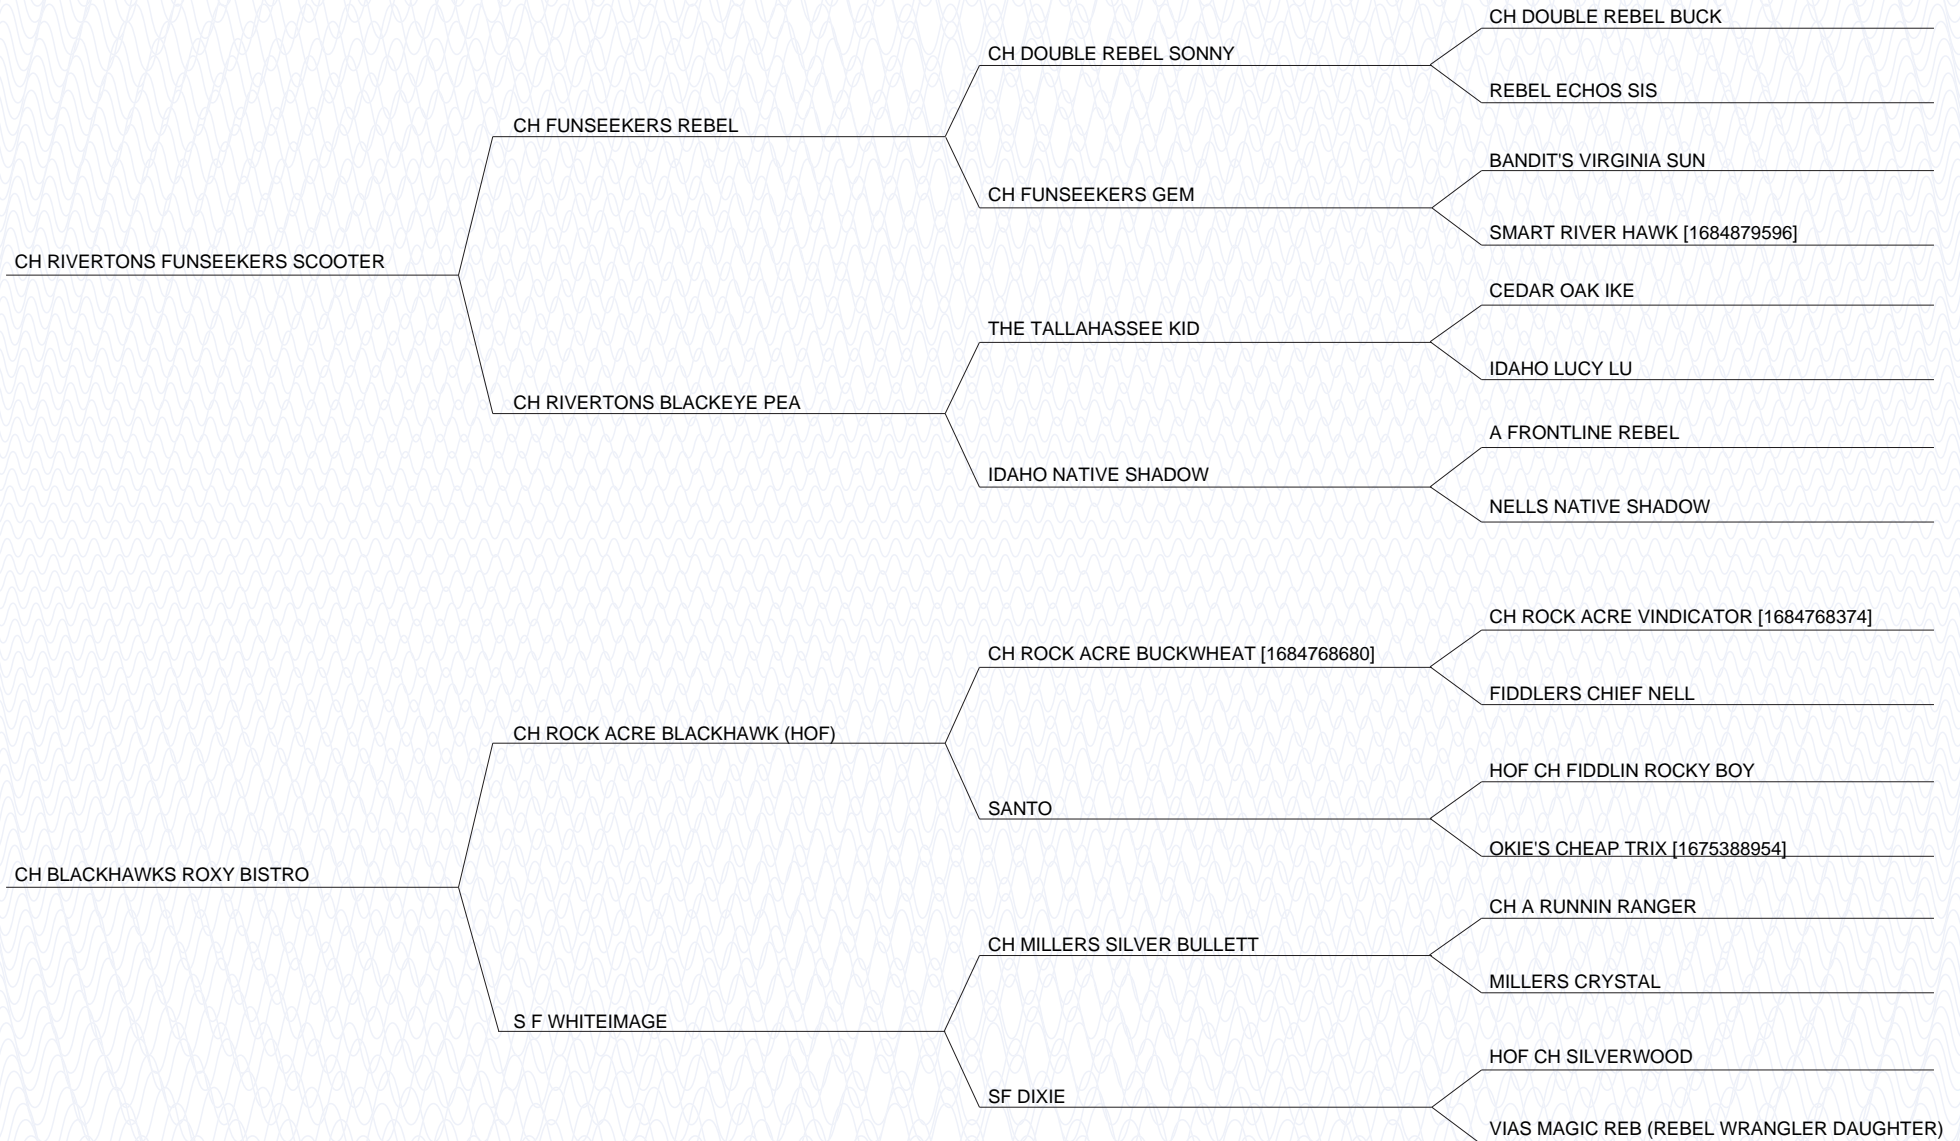 CH DOUBLE REBEL BUCK
CH DOUBLE REBEL SONNY
REBEL ECHOS SIS
CH FUNSEEKERS REBEL
BANDIT'S VIRGINIA SUN
CH FUNSEEKERS GEM
SMART RIVER HAWK [1684879596]
CH RIVERTONS FUNSEEKERS SCOOTER
CEDAR OAK IKE
THE TALLAHASSEE KID
IDAHO LUCY LU
CH RIVERTONS BLACKEYE PEA
A FRONTLINE REBEL
IDAHO NATIVE SHADOW
NELLS NATIVE SHADOW
CH ROCK ACRE VINDICATOR [1684768374]
CH ROCK ACRE BUCKWHEAT [1684768680]
FIDDLERS CHIEF NELL
CH ROCK ACRE BLACKHAWK (HOF)
HOF CH FIDDLIN ROCKY BOY
SANTO
OKIE'S CHEAP TRIX [1675388954]
CH BLACKHAWKS ROXY BISTRO
CH A RUNNIN RANGER
CH MILLERS SILVER BULLETT
MILLERS CRYSTAL
S F WHITEIMAGE
HOF CH SILVERWOOD
SF DIXIE
VIAS MAGIC REB (REBEL WRANGLER DAUGHTER)